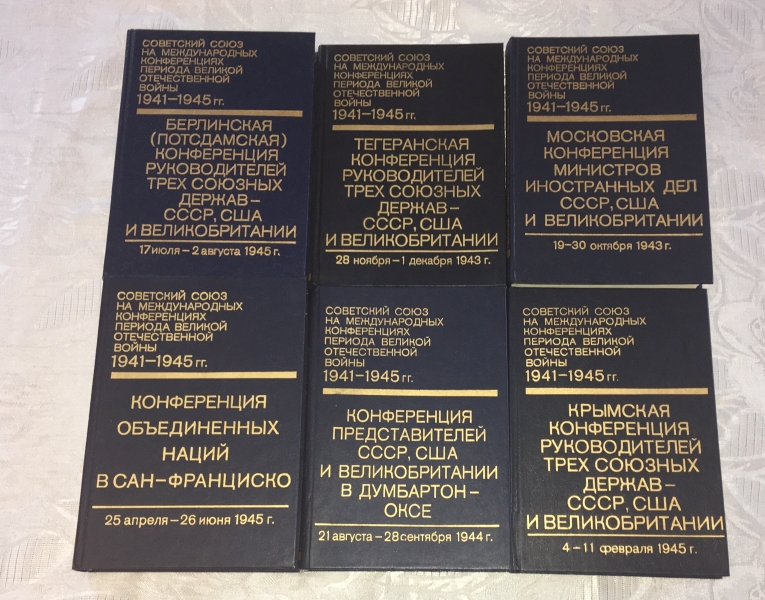 СОВЕТСКИЙ СОЮЗ
НА МЕЖДУНАРОДНЫХ
КОНФЕРЕНЦИЯХ
ПЕРИОДА ВЕЛИКОЙ
ОТЕЧЕСТВЕННОЙ
ВОЙНЫ
1941–1945 гг.
БЕРЛИНСКАЯ
(ПОТСДАМСКАЯ)
КОНФЕРЕНЦИЯ
РУКОВОДИТЕЛЕЙ
ТРЕХ СОЮЗНЫХ
ДЕРЖАВ–
СССР, США
И ВЕЛИКОБРИТАНИИ
17 июля – 2 августа 1945 г.
СОВЕТСКИЙ СОЮЗ
НА МЕЖДУНАРОДНЫХ
КОНФЕРЕНЦИЯХ
ПЕРИОДА ВЕЛИКОЙ
ОТЕЧЕСТВЕННОЙ
ВОЙНЫ
1941–1945 гг.
ТЕГЕРАНСКАЯ
КОНФЕРЕНЦИЯ
РУКОВОДИТЕЛЕЙ
ТРЕХ СОЮЗНЫХ
ДЕРЖАВ–
СССР, США
И ВЕЛИКОБРИТАНИИ
28 ноября – 1 декабря 1943 г.
СОВЕТСКИЙ СОЮЗ
НА МЕЖДУНАРОДНЫХ
КОНФЕРЕНЦИЯХ
ПЕРИОДА ВЕЛИКОЙ
ОТЕЧЕСТВЕННОЙ
ВОЙНЫ
1941–1945 гг.
МОСКОВСКАЯ
КОНФЕРЕНЦИЯ
МИНИСТРОВ
ИНОСТРАННЫХ ДЕЛ
СССР, США
И ВЕЛИКОБРИТАНИИ
19–30 октября 1943 г.
СОВЕТСКИЙ СОЮЗ
НА МЕЖДУНАРОДНЫХ
КОНФЕРЕНЦИЯХ
ПЕРИОДА ВЕЛИКОЙ
ОТЕЧЕСТВЕННОЙ
ВОЙНЫ
1941–1945 гг.
КОНФЕРЕНЦИЯ
ОБЪЕДИНЕННЫХ
НАЦИЙ
В САН–ФРАНЦИСКО
25 апреля – 26 июня 1945 г.
СОВЕТСКИЙ СОЮЗ
НА МЕЖДУНАРОДНЫХ
КОНФЕРЕНЦИЯХ
ПЕРИОДА ВЕЛИКОЙ
ОТЕЧЕСТВЕННОЙ
ВОЙНЫ
1941–1945 гг.
КОНФЕРЕНЦИЯ
ПРЕДСТАВИТЕЛЕЙ
СССР, США
И ВЕЛИКОБРИТАНИИ
В ДУМБАРТОН–
ОКСЕ
21 августа – 28 сентября 1944 г.
СОВЕТСКИЙ СОЮЗ
НА МЕЖДУНАРОДНЫХ
КОНФЕРЕНЦИЯХ
ПЕРИОДА ВЕЛИКОЙ
ОТЕЧЕСТВЕННОЙ
ВОЙНЫ
1941–1945 гг.
КРЫМСКАЯ
КОНФЕРЕНЦИЯ
РУКОВОДИТЕЛЕЙ
ТРЕХ СОЮЗНЫХ
ДЕРЖАВ–
СССР, США
И ВЕЛИКОБРИТАНИИ
4–11 февраля 1945 г.